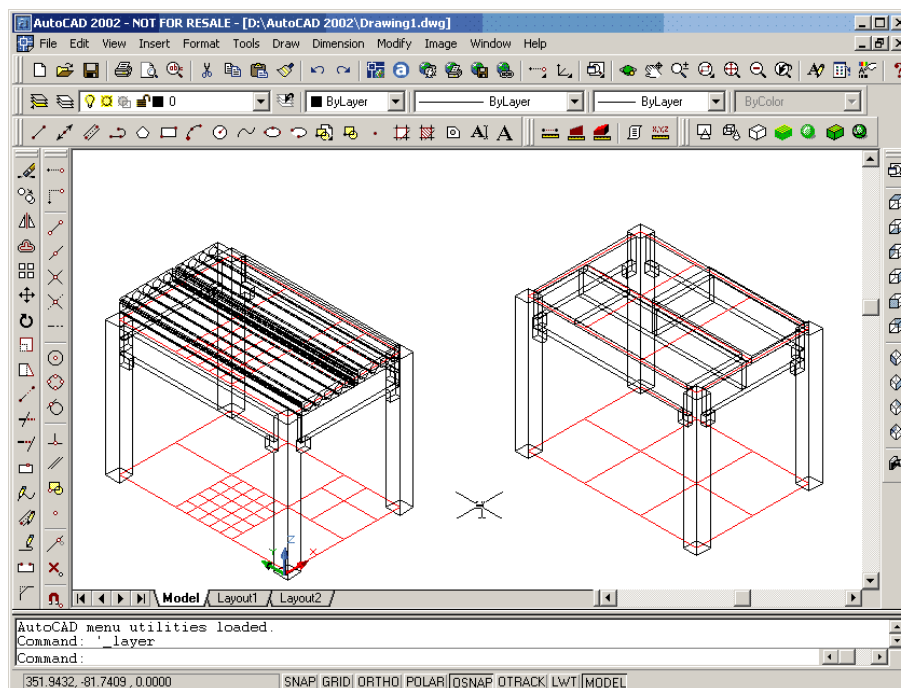 AutoCAD 2002 - NOT FOR RESALE - [D:\AutoCAD 2002\Drawing1.dwg]
File Edit View Insert Format Tools Draw Dimension Modify Image Window Help
0 ByLayer ByLayer ByLayer ByColor
A
X,Y,Z
Z
Y X
Model Layout1 Layout2
AutoCAD menu utilities loaded.
Command: '_layer
Command:
351.9432, -81.7409 , 0.0000 SNAP GRID ORTHO POLAR OSNAP OTRACK LWT MODEL